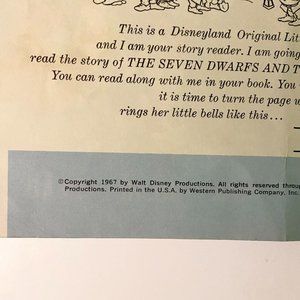 This is a Disneyland Original Lit
and I am your story reader. I am going
read the story of THE SEVEN DWARFS AND T
You can read along with me in your book. You
it is time to turn the page w
rings her little bells like this...
©Copyright 1967 by Walt Disney Productions. All rights reserved throu
Productions. Printed in the U.S.A. by Western Publishing Company, Inc.